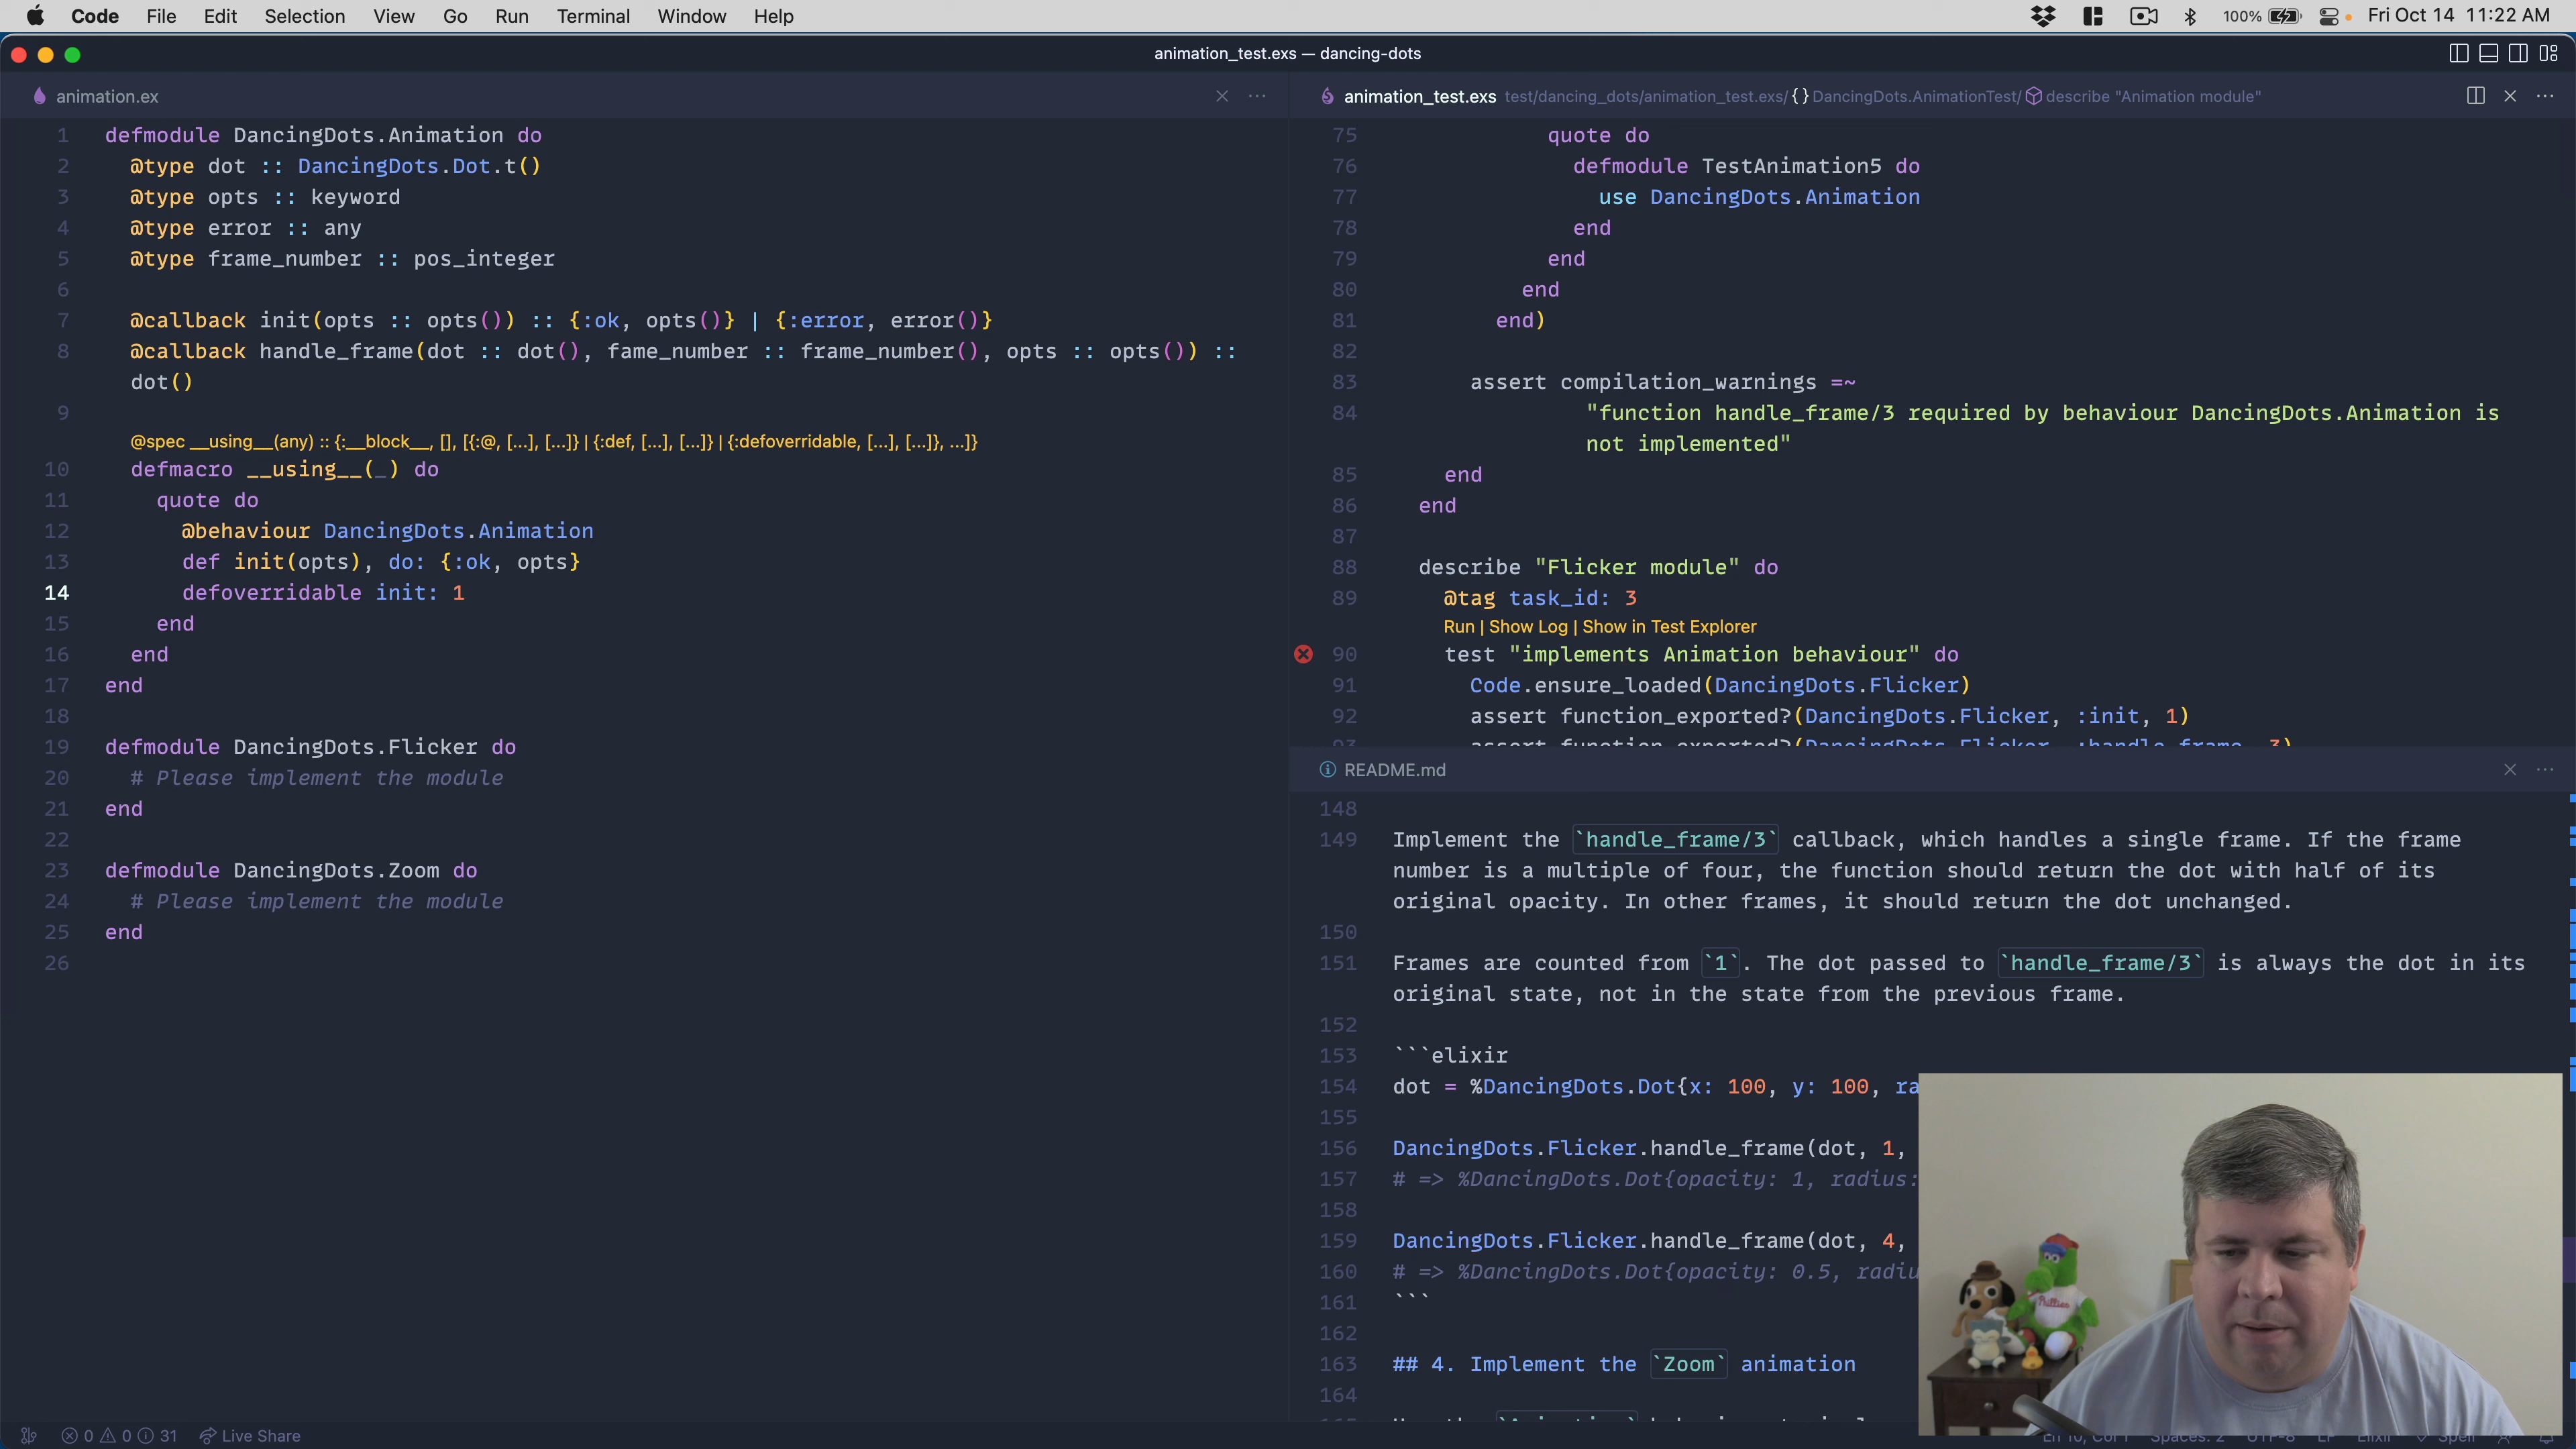 Code File Edit Selection View Go Run Terminal Window Help
100% Fri Oct 14 11:22 AM
animation_test.exs — dancing-dots
animation.ex
1 defmodule DancingDots.Animation do
2 @type dot :: DancingDots.Dot.t()
3 @type opts :: keyword
4 @type error :: any
5 @type frame_number :: pos_integer
6
7 @callback init(opts :: opts()) :: {:ok, opts()} | {:error, error()}
8 @callback handle_frame(dot :: dot(), fame_number :: frame_number(), opts :: opts()) ::
dot()
9
@spec __using__(any) :: {:__block__, [], [{:@, [...], [...]} | {:def, [...], [...]} | {:defoverridable, [...], [...]}, ...]}
10 defmacro __using__(_) do
11 quote do
12 @behaviour DancingDots.Animation
13 def init(opts), do: {:ok, opts}
14 defoverridable init: 1
15 end
16 end
17 end
18
19 defmodule DancingDots.Flicker do
20 # Please implement the module
21 end
22
23 defmodule DancingDots.Zoom do
24 # Please implement the module
25 end
26
animation_test.exs test/dancing_dots/animation_test.exs/ {} DancingDots.AnimationTest/ describe "Animation module"
75 quote do
76 defmodule TestAnimation5 do
77 use DancingDots.Animation
78 end
79 end
80 end
81 end)
82
83 assert compilation_warnings =~
84 "function handle_frame/3 required by behaviour DancingDots.Animation is
not implemented"
85 end
86 end
87
88 describe "Flicker module" do
89 @tag task_id: 3
Run | Show Log | Show in Test Explorer
90 test "implements Animation behaviour" do
91 Code.ensure_loaded(DancingDots.Flicker)
92 assert function_exported?(DancingDots.Flicker, :init, 1)
93 assert function_exported?(DancingDots.Flicker, :handle_frame, 3)
README.md
148
149 Implement the `handle_frame/3` callback, which handles a single frame. If the frame
number is a multiple of four, the function should return the dot with half of its
original opacity. In other frames, it should return the dot unchanged.
150
151 Frames are counted from `1`. The dot passed to `handle_frame/3` is always the dot in its
original state, not in the state from the previous frame.
152
153 ```elixir
154 dot = %DancingDots.Dot{x: 100, y: 100, ra
155
156 DancingDots.Flicker.handle_frame(dot, 1,
157 # => %DancingDots.Dot{opacity: 1, radius:
158
159 DancingDots.Flicker.handle_frame(dot, 4,
160 # => %DancingDots.Dot{opacity: 0.5, radiu
161 ```
162
163 ## 4. Implement the `Zoom` animation
164
Phillies
0 0 31 Live Share